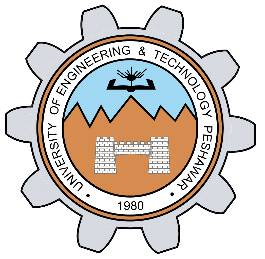 UNIVERSITY OF ENGINEERING & TECHNOLOGY PESHAWAR
1980